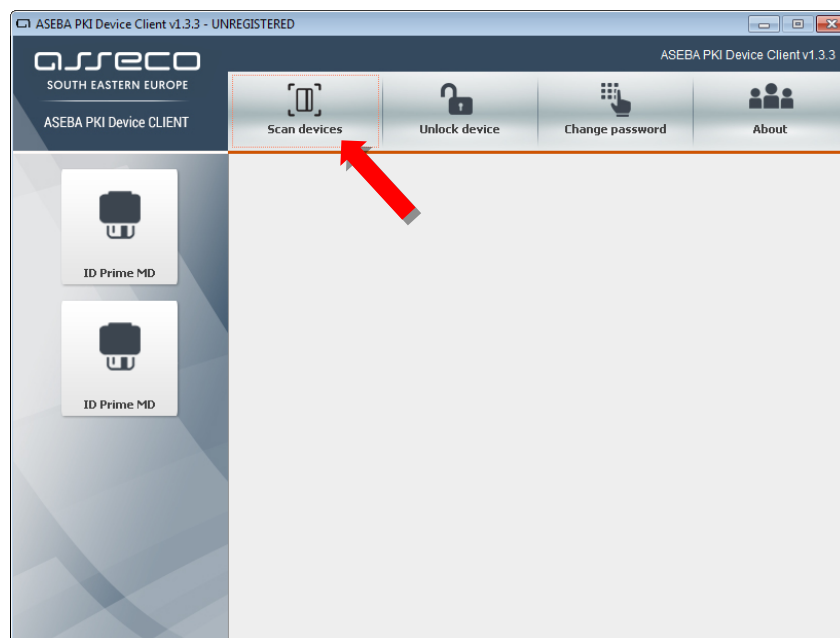 ASEBA PKI Device Client v1.3.3 - UNREGISTERED
asseco
SOUTH EASTERN EUROPE
ASEBA PKI Device CLIENT
ASEBA PKI Device Client v1.3.3
Scan devices
Unlock device
Change password
About
ID Prime MD
ID Prime MD